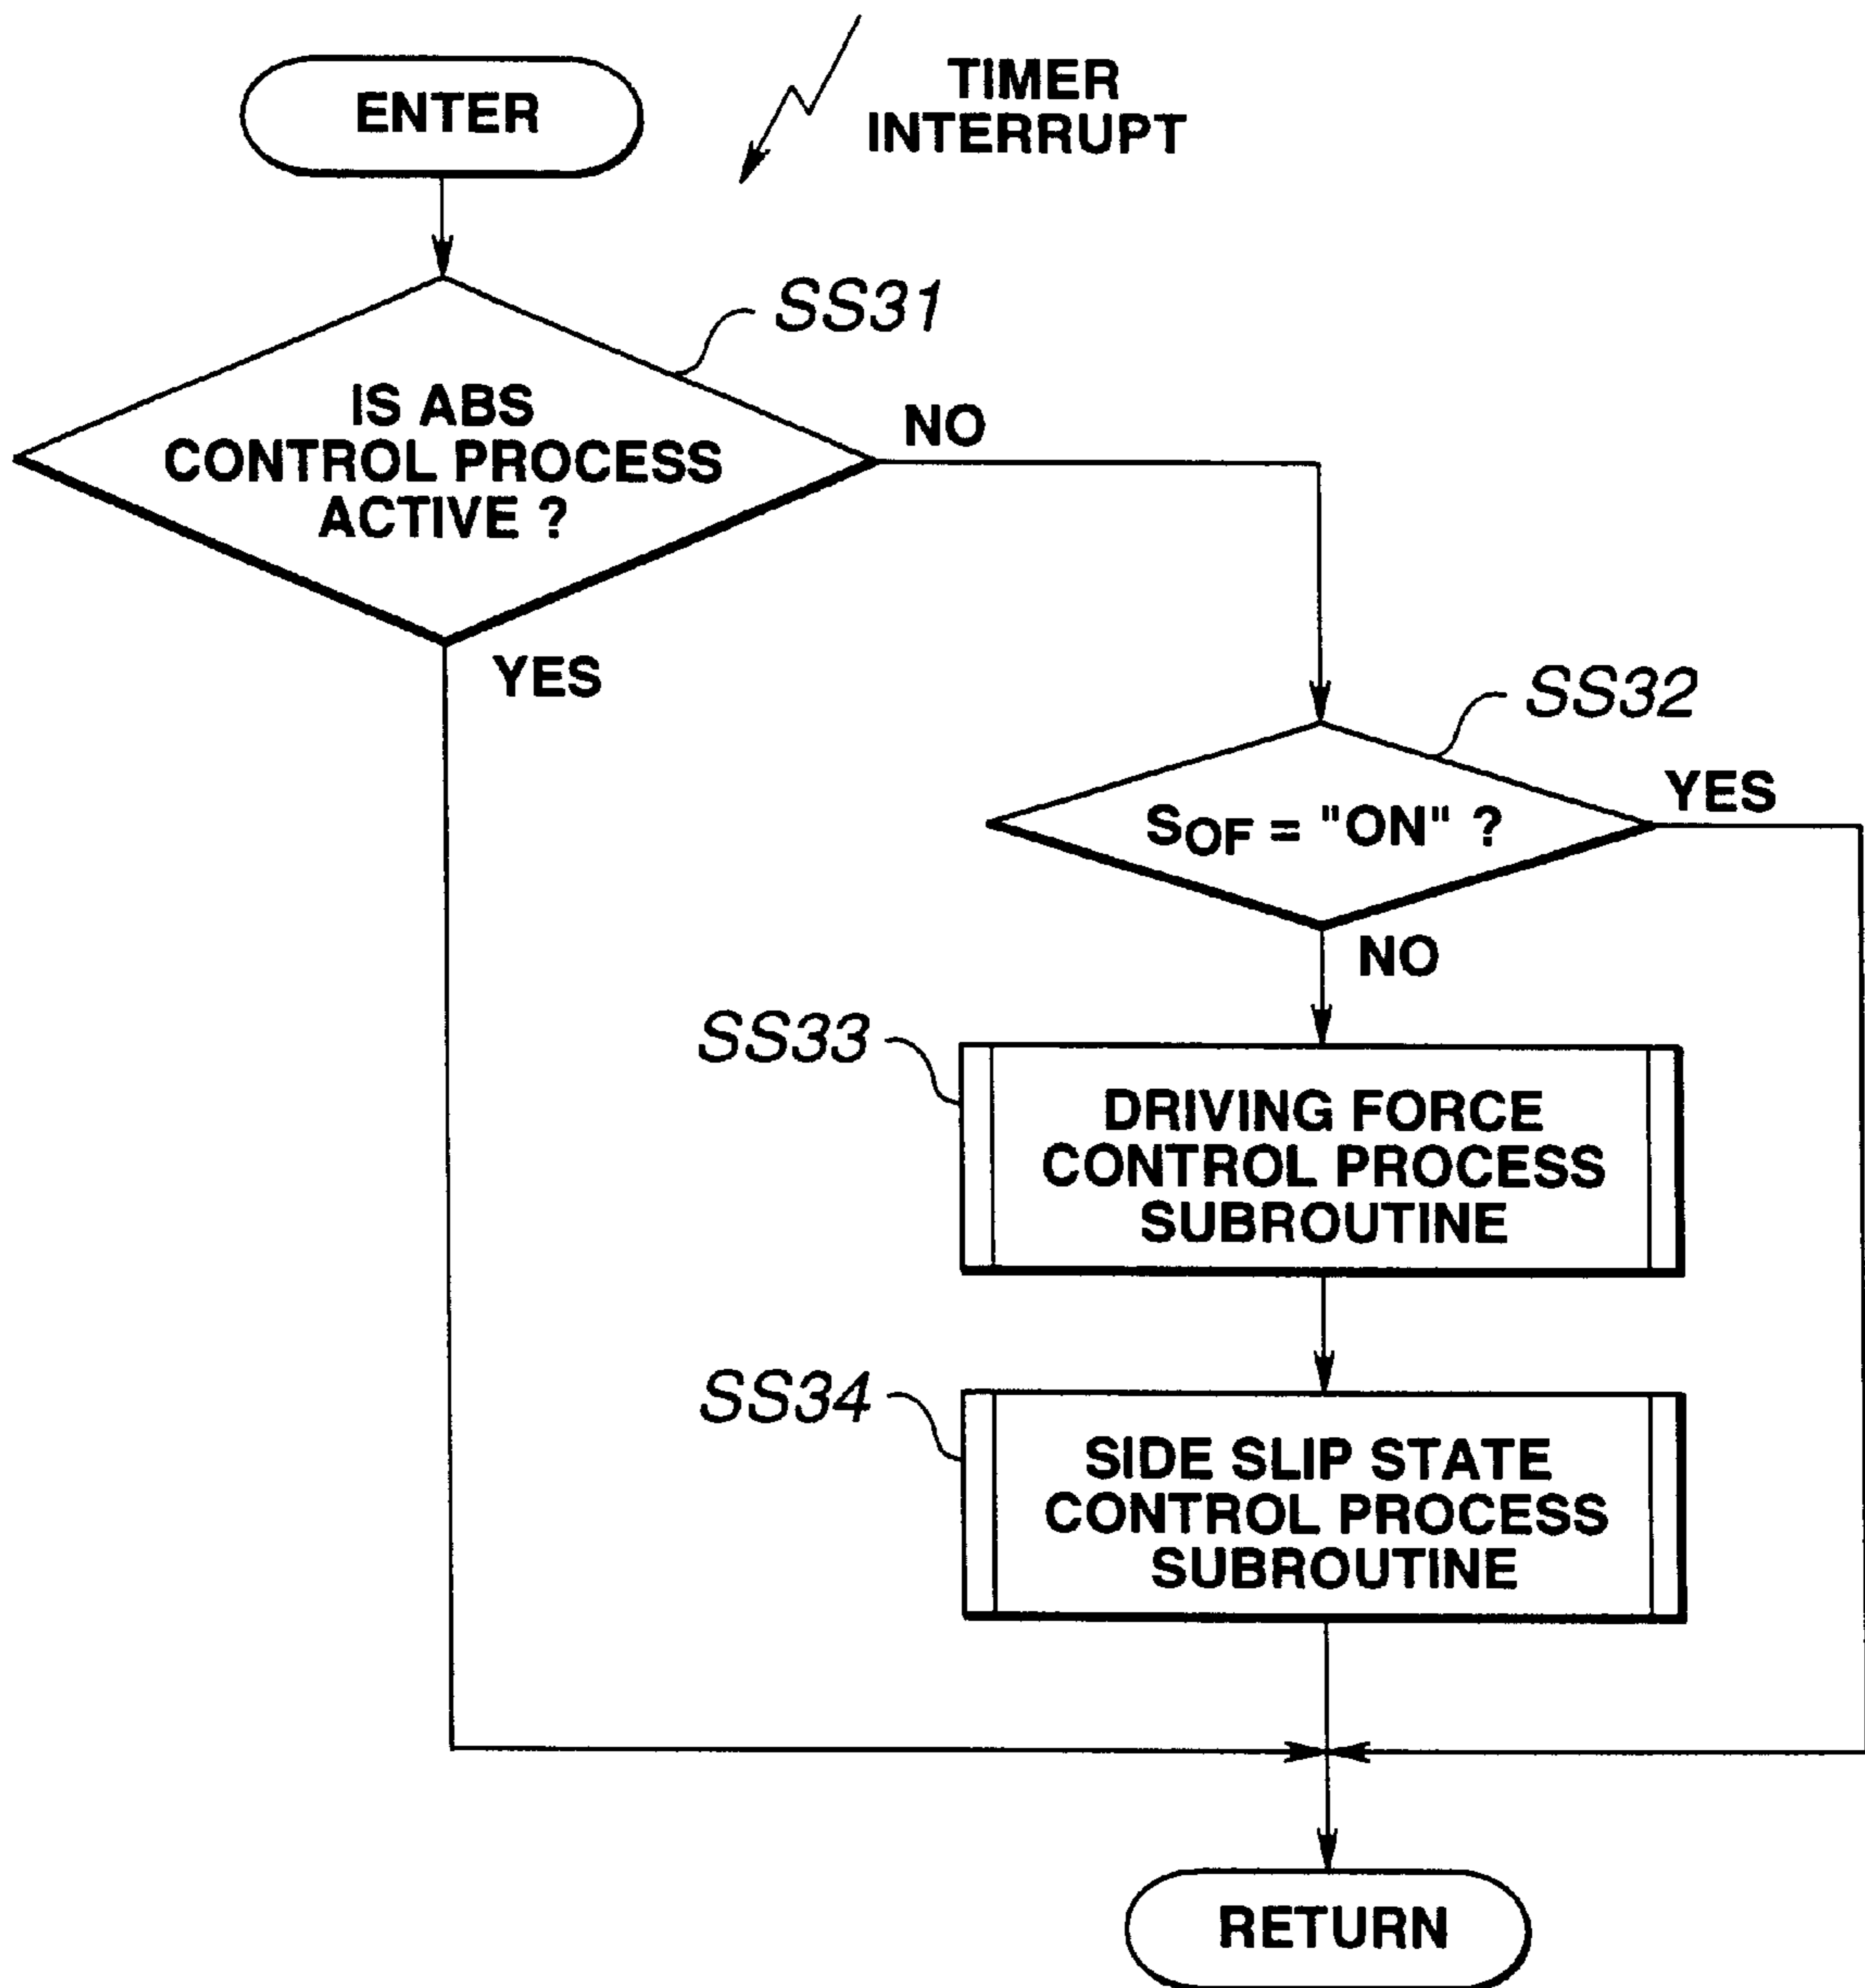 ENTER
TIMER
INTERRUPT
SS31
IS ABS
CONTROL PROCESS
ACTIVE ?
NO
YES
SS32
SOF = "ON" ?
YES
NO
SS33
DRIVING FORCE
CONTROL PROCESS
SUBROUTINE
SS34
SIDE SLIP STATE
CONTROL PROCESS
SUBROUTINE
RETURN